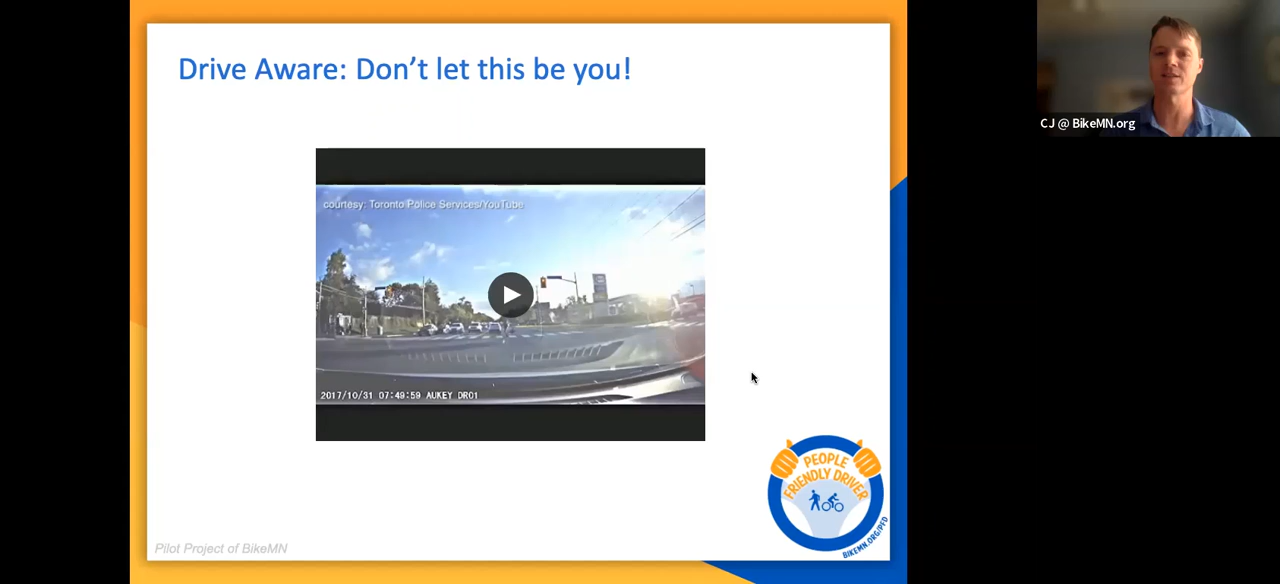 Drive Aware: Don't let this be you!
CJ @ BikeMN.org
courtesy: Toronto Police Services/YouTube
2017/10/31 07:49:59 AUKEY DR01
PEOPLE
FRIENDLY DRIVER
BIKEMN.ORG/PFD
Pilot Project of BikeMN